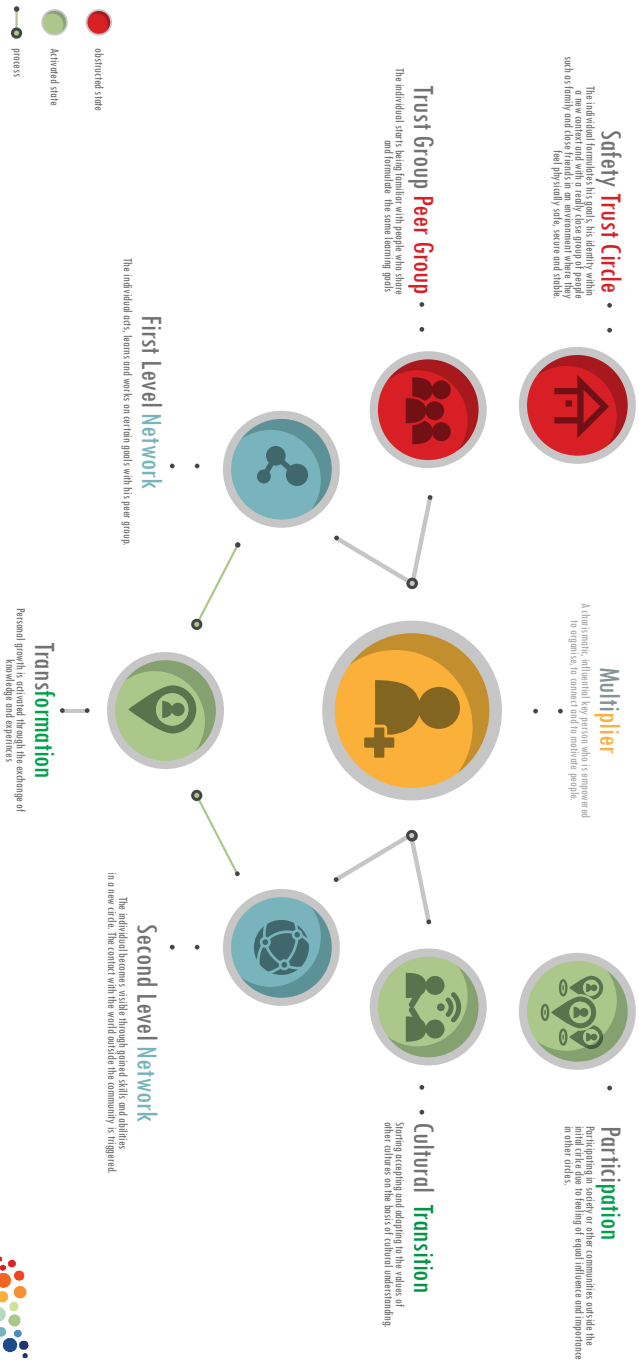 Safety Trust Circle
The individual formulates his goals, his identity within
a new context and with a really close group of people
such as family and close friends in an environment where they
feel physically safe, secure and stable.
Multiplier
A charismatic, influential key person who is empowered
to organise, to connect and to motivate people.
Participation
Participating in society or other communities outside the
inital cirlce due to feeling of equal influence and importance
in other circles.
Trust Group Peer Group
The individual starts being familiar with people who share
and formulate the same learning goals
Cultural Transition
Starting accepting and adapting to the values of
other cultures on the basis of cultural understanding.
First Level Network
The individual acts, learns and works on certain goals with his peer group.
Second Level Network
The individual becomes visible through gained skills and abilities
in a new circle. The contact with the world outside the community is triggered.
Transformation
Personal growth is activated through the exchange of
knowledge and experinces
obstructed state
Activated state
process